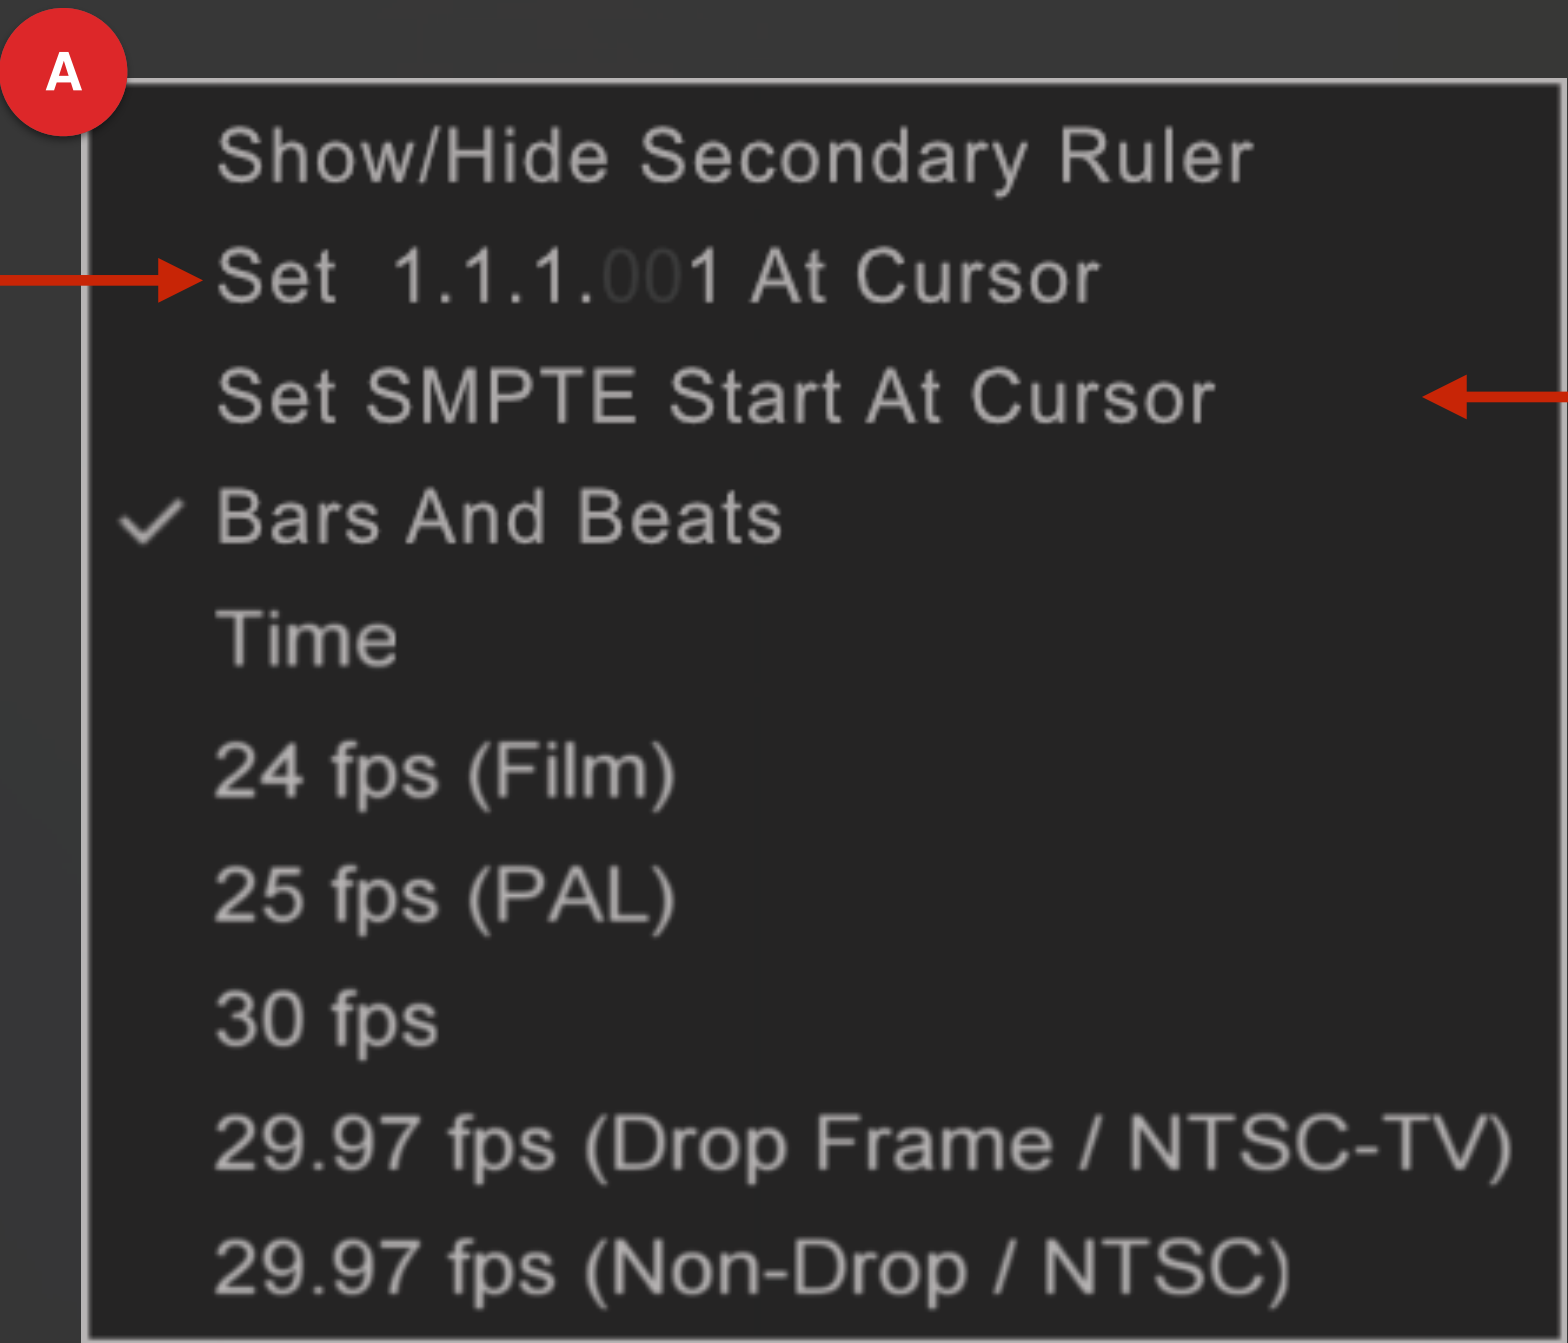 A
Show/Hide Secondary Ruler
Set 1.1.1.001 At Cursor
Set SMPTE Start At Cursor
Bars And Beats
Time
24 fps (Film)
25 fps (PAL)
30 fps
29.97 fps (Drop Frame / NTSC-TV)
29.97 fps (Non-Drop / NTSC)